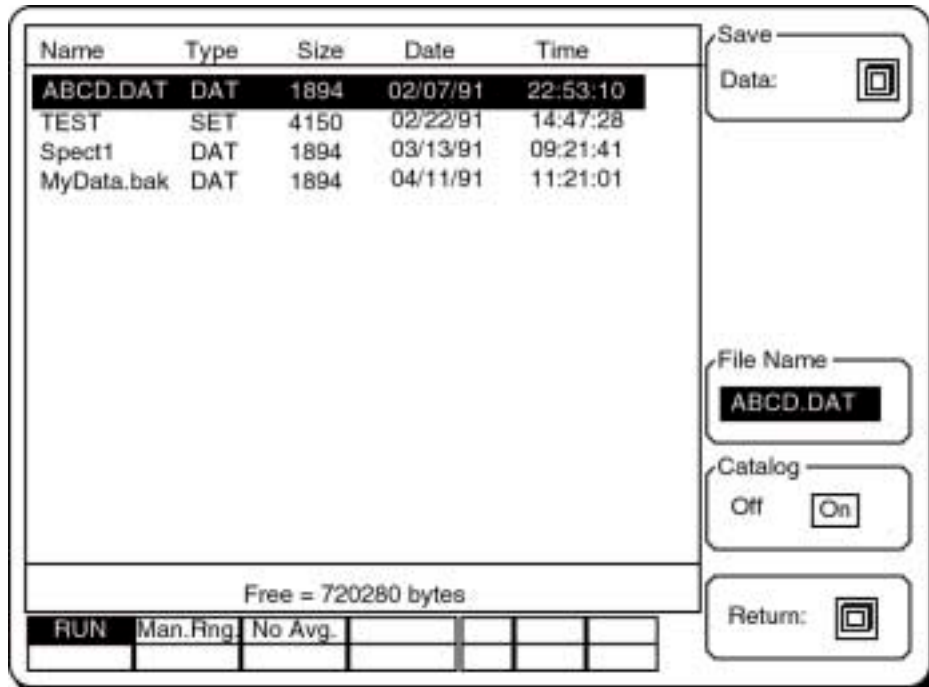 Name Type Size Date Time
ABCD.DAT DAT 1894 02/07/91 22:53:10
TEST SET 4150 02/22/91 14:47:28
Spect1 DAT 1894 03/13/91 09:21:41
MyData.bak DAT 1894 04/11/91 11:21:01
Free = 720280 bytes
RUN Man.Rng. No Avg.
Save
Data:
File Name
ABCD.DAT
Catalog
Off On
Return: